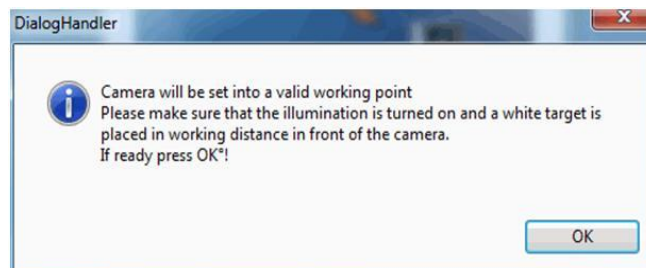 DialogHandler
Camera will be set into a valid working point
Please make sure that the illumination is turned on and a white target is
placed in working distance in front of the camera.
If ready press OK°!
OK